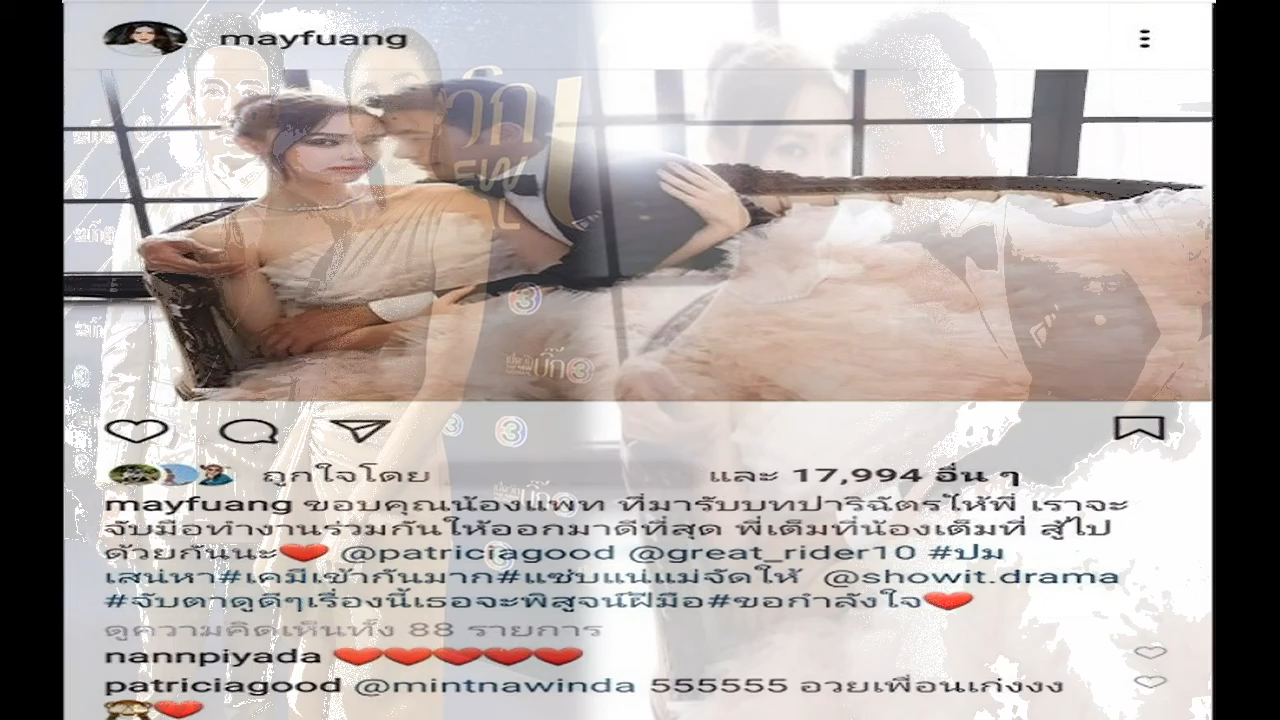 mayfuang
ถูกใจโดย และ 17,994 อื่น ๆ
mayfuang ขอบคุณน้องแพท ที่มารับบทปาริฉัตรให้พี่ เราจะ
จับมือทำงานร่วมกันให้ออกมาดีที่สุด พี่เต็มที่น้องเต็มที่ สู้ไป
ด้วยกันนะ❤️ @patriciagood @great_rider10 #ปม
เสน่หา#เคมีเข้ากันมาก#แซ่บแน่แม่จัดให้ @showit.drama
#จับตาดูดีๆเรื่องนี้เธอจะพิสูจน์ฝีมือ#ขอกำลังใจ❤️
ดูความคิดเห็นทั้ง 88 รายการ
nannpiyada ❤️❤️❤️❤️❤️
patriciagood @mintnawinda 555555 อวยเพื่อนเก่งงง
🙈❤️